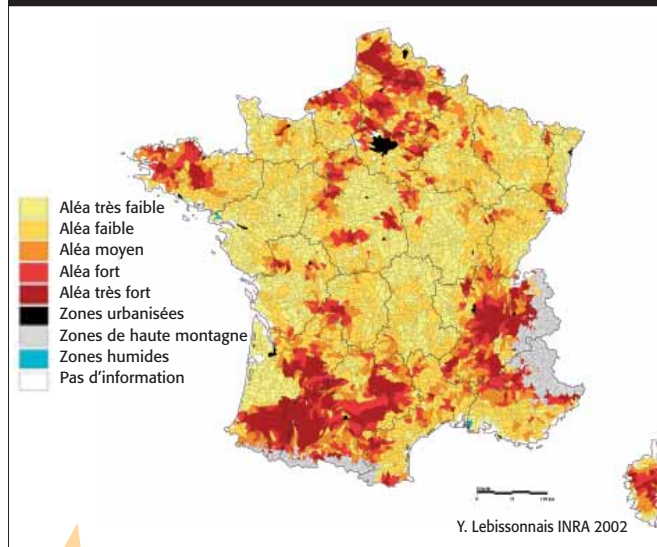 Aléa très faible
Aléa faible
Aléa moyen
Aléa fort
Aléa très fort
Zones urbanisées
Zones de haute montagne
Zones humides
Pas d'information
Y. Lebissonnais INRA 2002